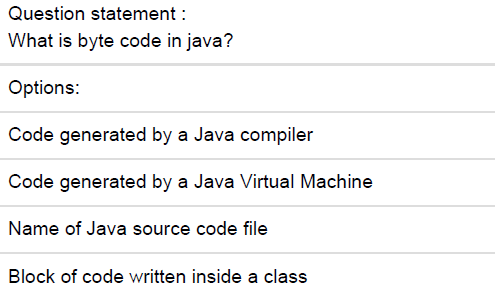 Question statement :
What is byte code in java?
Options:
Code generated by a Java compiler
Code generated by a Java Virtual Machine
Name of Java source code file
Block of code written inside a class